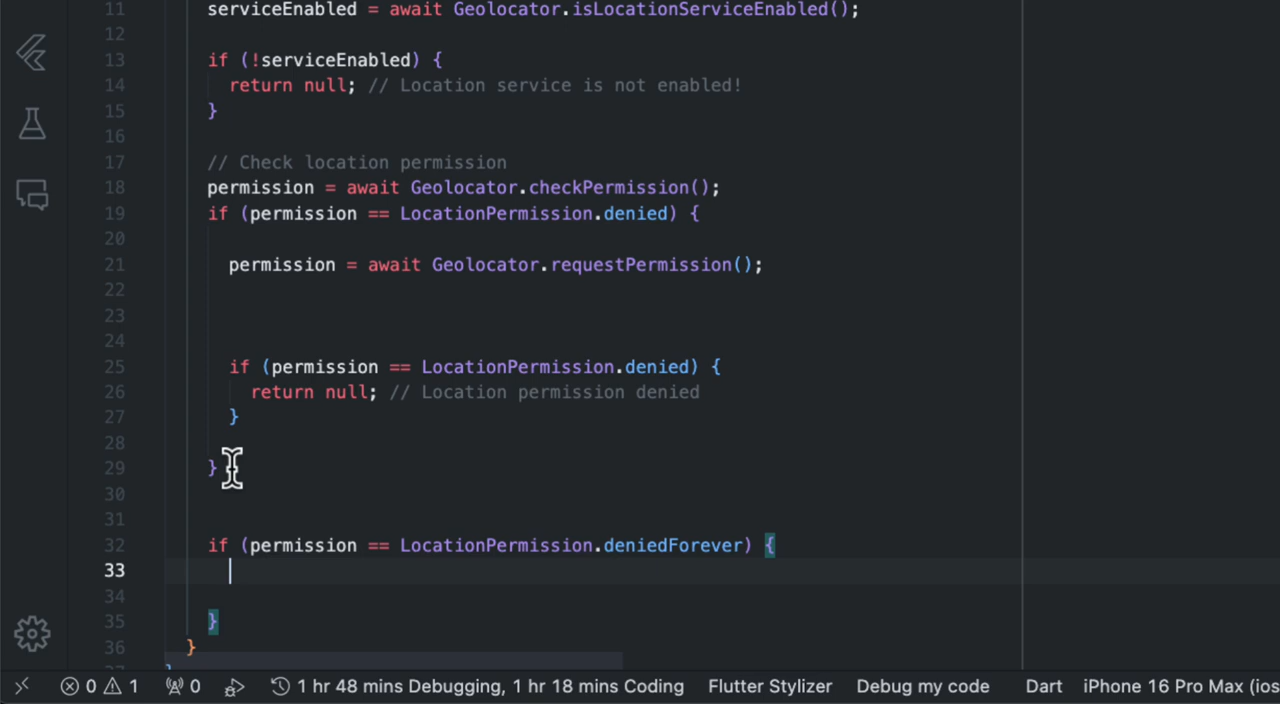 11 serviceEnabled = await Geolocator.isLocationServiceEnabled();
12
13 if (!serviceEnabled) {
14 return null; // Location service is not enabled!
15 }
16
17 // Check location permission
18 permission = await Geolocator.checkPermission();
19 if (permission == LocationPermission.denied) {
20
21 permission = await Geolocator.requestPermission();
22
23
24
25 if (permission == LocationPermission.denied) {
26 return null; // Location permission denied
27 }
28
29 }
30
31
32 if (permission == LocationPermission.deniedForever) {
33
34
35 }
36 }
37 }
0 1 0 1 hr 48 mins Debugging, 1 hr 18 mins Coding Flutter Stylizer Debug my code Dart iPhone 16 Pro Max (ios